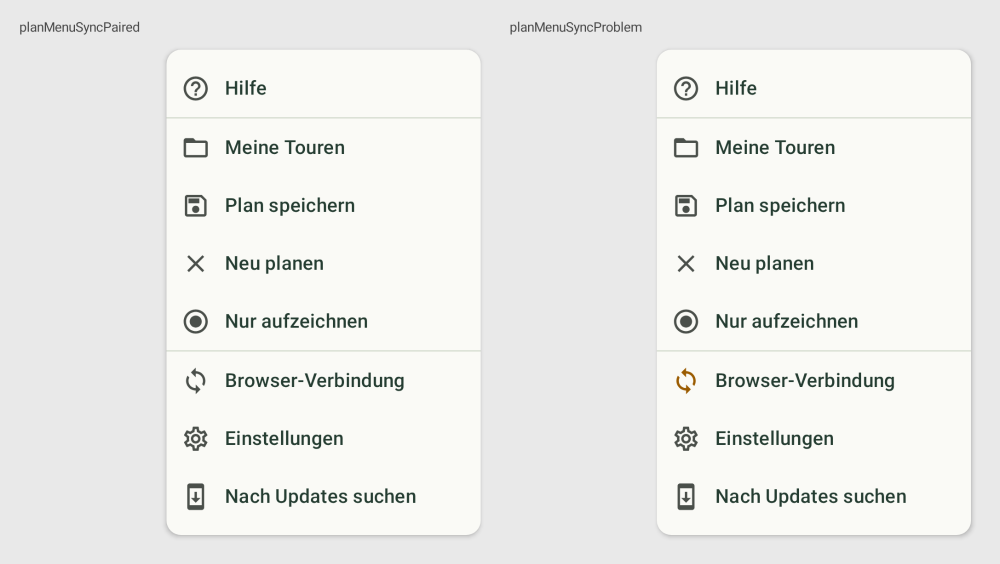 planMenuSyncPaired
Hilfe
Meine Touren
Plan speichern
Neu planen
Nur aufzeichnen
Browser-Verbindung
Einstellungen
Nach Updates suchen
planMenuSyncProblem
Hilfe
Meine Touren
Plan speichern
Neu planen
Nur aufzeichnen
Browser-Verbindung
Einstellungen
Nach Updates suchen